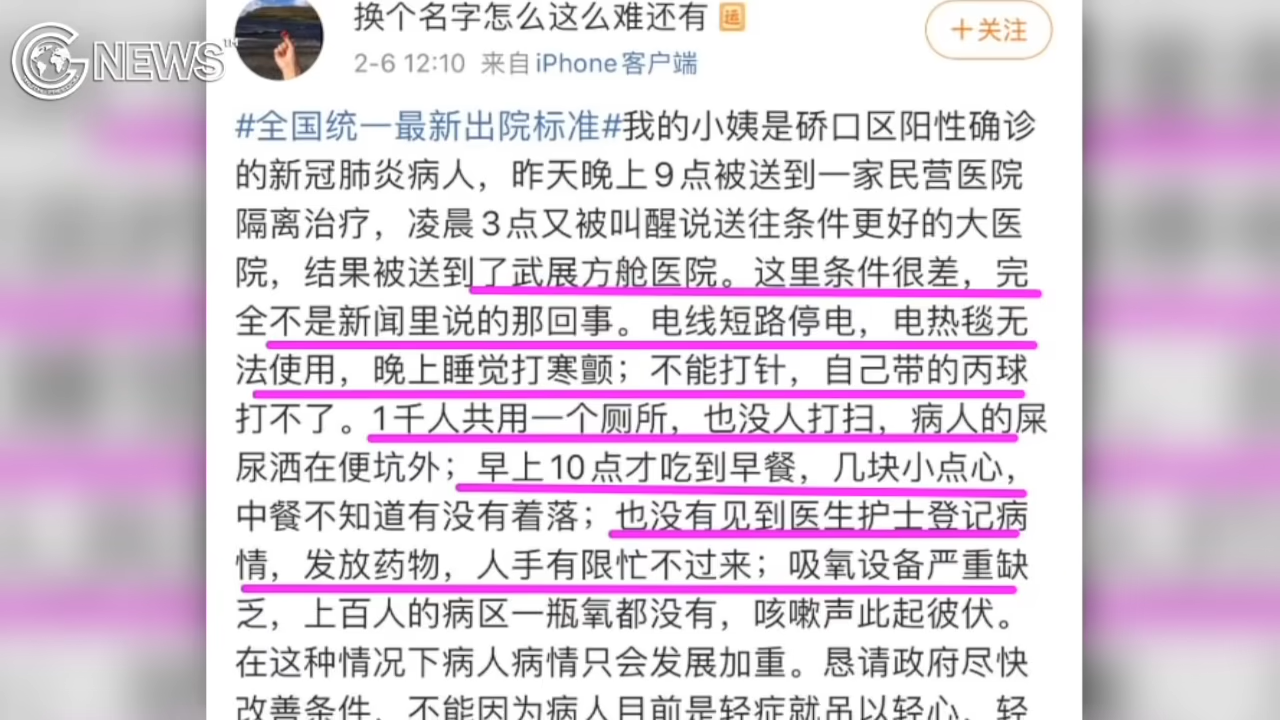 GNEWS™
换个名字怎么这么难还有 运
+关注
2-6 12:10 来自 iPhone客户端
#全国统一最新出院标准#我的小姨是硚口区阳性确诊
的新冠肺炎病人，昨天晚上9点被送到一家民营医院
隔离治疗，凌晨3点又被叫醒说送往条件更好的大医
院，结果被送到了武展方舱医院。这里条件很差，完
全不是新闻里说的那回事。电线短路停电，电热毯无
法使用，晚上睡觉打寒颤；不能打针，自己带的丙球
打不了。1千人共用一个厕所，也没人打扫，病人的屎
尿洒在便坑外；早上10点才吃到早餐，几块小点心，
中餐不知道有没有着落；也没有见到医生护士登记病
情，发放药物，人手有限忙不过来；吸氧设备严重缺
乏，上百人的病区一瓶氧都没有，咳嗽声此起彼伏。
在这种情况下病人病情只会发展加重。恳请政府尽快
改善条件，不能因为病人目前是轻症就吊以轻心，轻